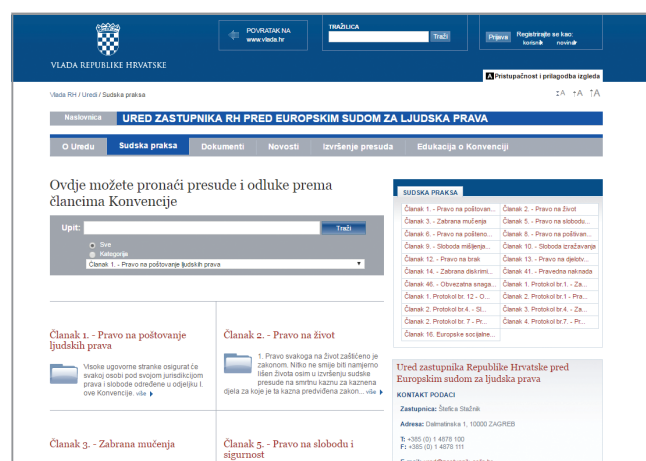 POVRATAK NA
www.vlada.hr
TRAŽILICA
Traži
Prijava
Registrirajte se kao:
korisnik novinar
VLADA REPUBLIKE HRVATSKE
A Pristupačnost i prilagodba izgleda
Vlada RH / Uredi / Sudska praksa
‡A +A ↑A
Naslovnica
URED ZASTUPNIKA RH PRED EUROPSKIM SUDOM ZA LJUDSKA PRAVA
O Uredu Sudska praksa Dokumenti Novosti Izvršenje presuda Edukacija o Konvenciji
Ovdje možete pronaći presude i odluke prema
člancima Konvencije
Upit:
Traži
Sve
Kategorija
Članak 1. - Pravo na poštovanje ljudskih prava
Članak 1. - Pravo na poštovanje
ljudskih prava
Visoke ugovorne stranke osigurat će
svakoj osobi pod svojom jurisdikcijom
prava i slobode određene u odjeljku I.
ove Konvencije. više
Članak 2. - Pravo na život
1. Pravo svakoga na život zaštićeno je
zakonom. Nitko ne smije biti namjerno
lišen života osim u izvršenju sudske
presude na smrtnu kaznu za kaznena
djela za koje je ta kazna predviđena zakon... više
Članak 3. - Zabrana mučenja
Članak 5. - Pravo na slobodu i
sigurnost
SUDSKA PRAKSA
Članak 1. - Pravo na poštovan... Članak 2. - Pravo na život
Članak 3. - Zabrana mučenja Članak 5. - Pravo na slobodu...
Članak 6. - Pravo na pošteno... Članak 8. - Pravo na poštivan...
Članak 9. - Sloboda mišljenja... Članak 10. - Sloboda izražavanja
Članak 12. - Pravo na brak Članak 13. - Pravo na djelotv...
Članak 14. - Zabrana diskrimi... Članak 41. - Pravedna naknada
Članak 46. - Obvezatna snaga... Članak 1. Protokol br.1. - Za...
Članak 1. Protokol br. 12 - O... Članak 2. Protokol br.1 - Pra...
Članak 2. Protokol br.4. - Sl... Članak 3. Protokol br.4. - Za...
Članak 2. Protokol br. 7 - Pr... Članak 4. Protokol br.7. - Pr...
Članak 16. Europske socijalne...
Ured zastupnika Republike Hrvatske pred
Europskim sudom za ljudska prava
KONTAKT PODACI
Zastupnica: Štefica Stažnik
Adresa: Dalmatinska 1, 10000 ZAGREB
T: +385 (0) 1 4878 100
F: +385 (0) 1 4878 111